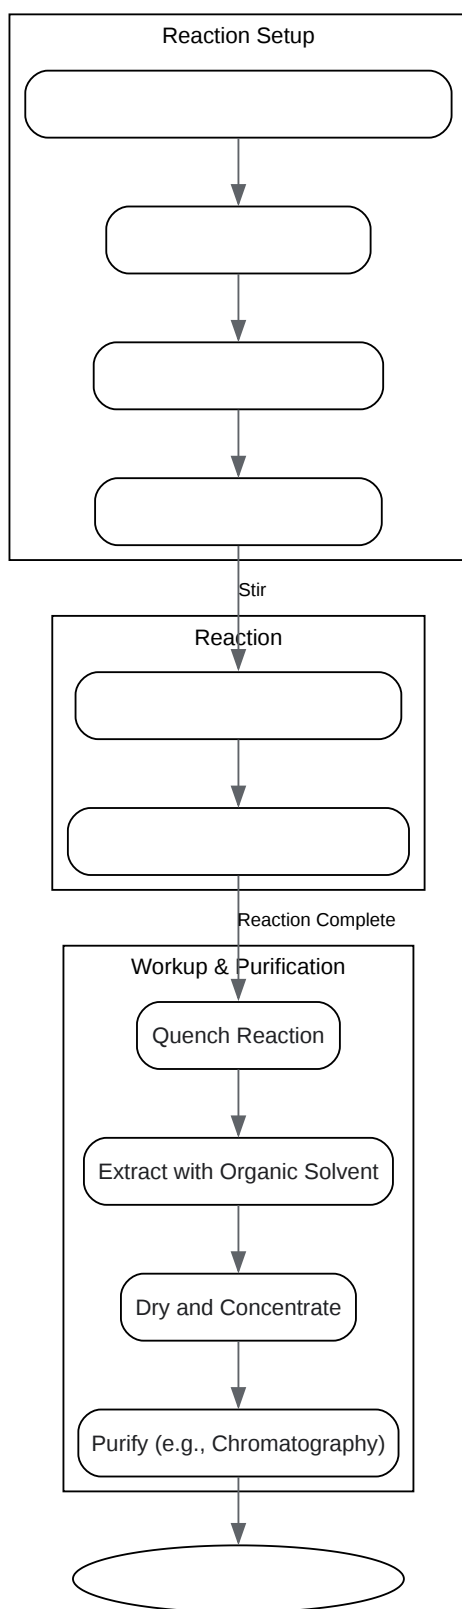 Reaction Setup
Stir
Reaction
Reaction Complete
Workup & Purification
Quench Reaction
Extract with Organic Solvent
Dry and Concentrate
Purify (e.g., Chromatography)